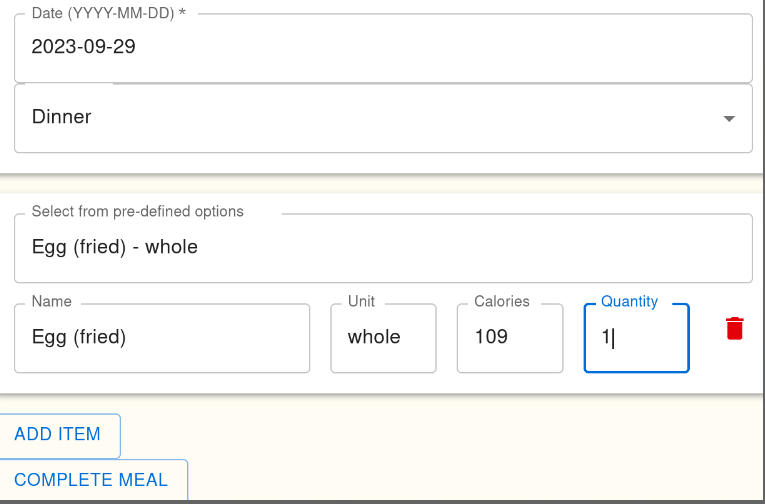 Date (YYYY-MM-DD) *
2023-09-29
Dinner
Select from pre-defined options
Egg (fried) - whole
Name Unit Calories Quantity
Egg (fried) whole 109 1
ADD ITEM
COMPLETE MEAL